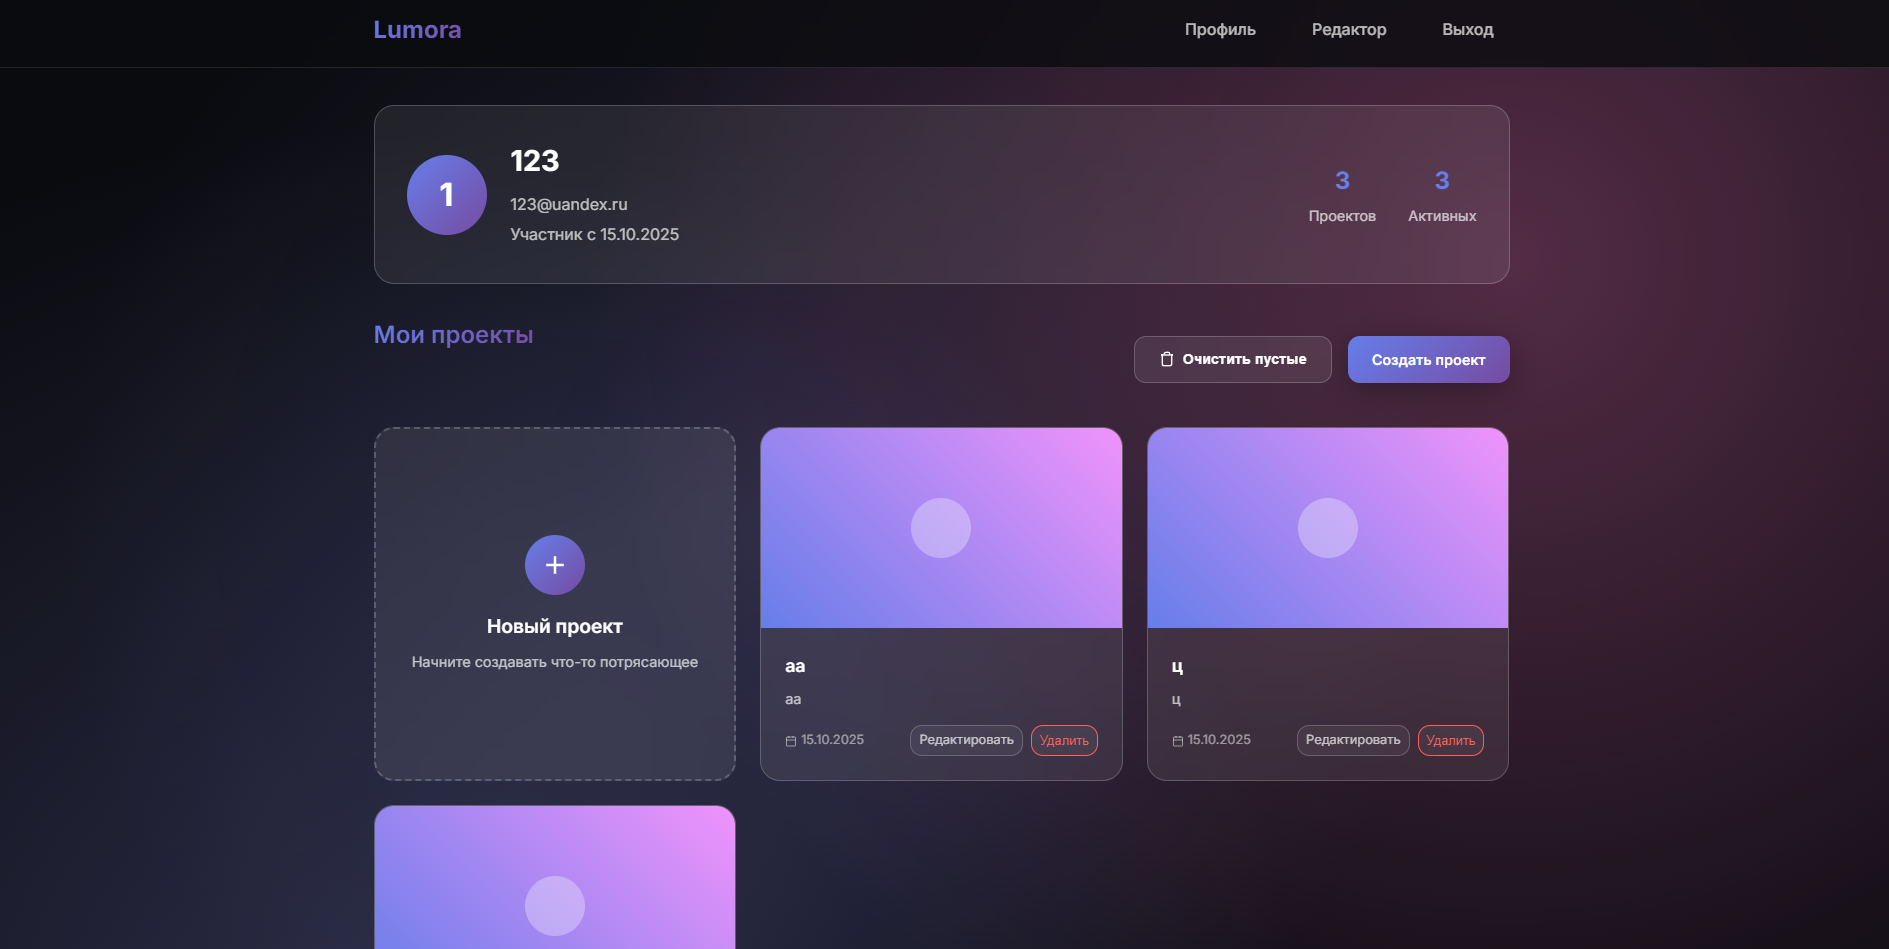 Lumora
Профиль
Редактор
Выход
1
123
123@uandex.ru
Участник с 15.10.2025
3
Проектов
3
Активных
Мои проекты
Очистить пустые
Создать проект
Новый проект
Начните создавать что-то потрясающее
аа
аа
15.10.2025
Редактировать
Удалить
ц
ц
15.10.2025
Редактировать
Удалить